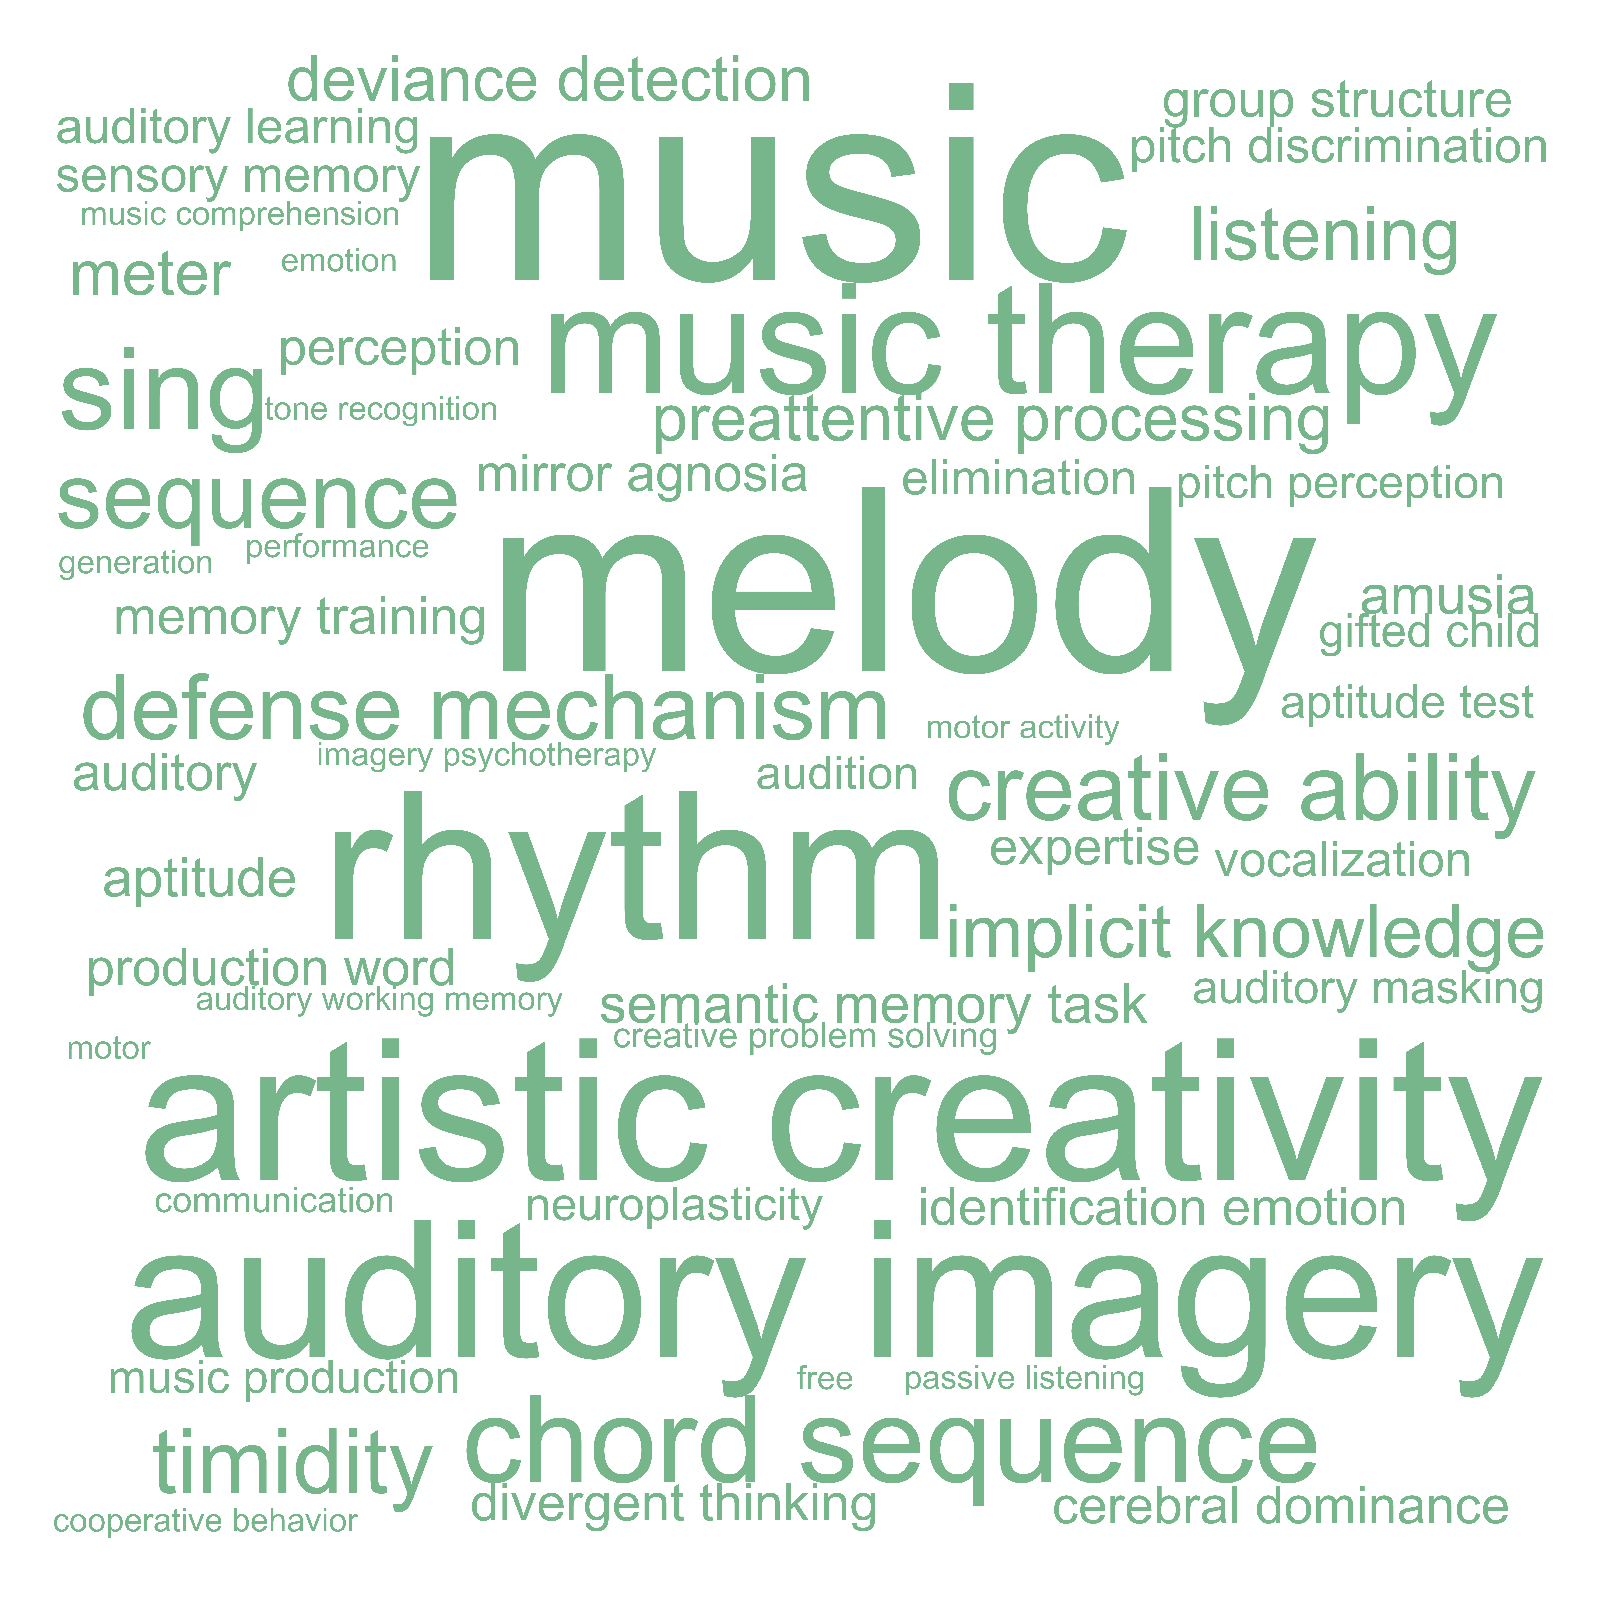 deviance detection
music
group structure
auditory learning
pitch discrimination
sensory memory
music comprehension
listening
meter
emotion
music therapy
perception
sing
tone recognition
preattentive processing
mirror agnosia
elimination
pitch perception
sequence
melody
performance
generation
amusia
memory training
gifted child
defense mechanism
aptitude test
motor activity
imagery psychotherapy
auditory
audition
creative ability
rhythm
expertise
vocalization
aptitude
implicit knowledge
production word
auditory masking
auditory working memory
semantic memory task
creative problem solving
motor
artistic creativity
communication
neuroplasticity
identification emotion
auditory imagery
music production
free
passive listening
chord sequence
timidity
divergent thinking
cerebral dominance
cooperative behavior